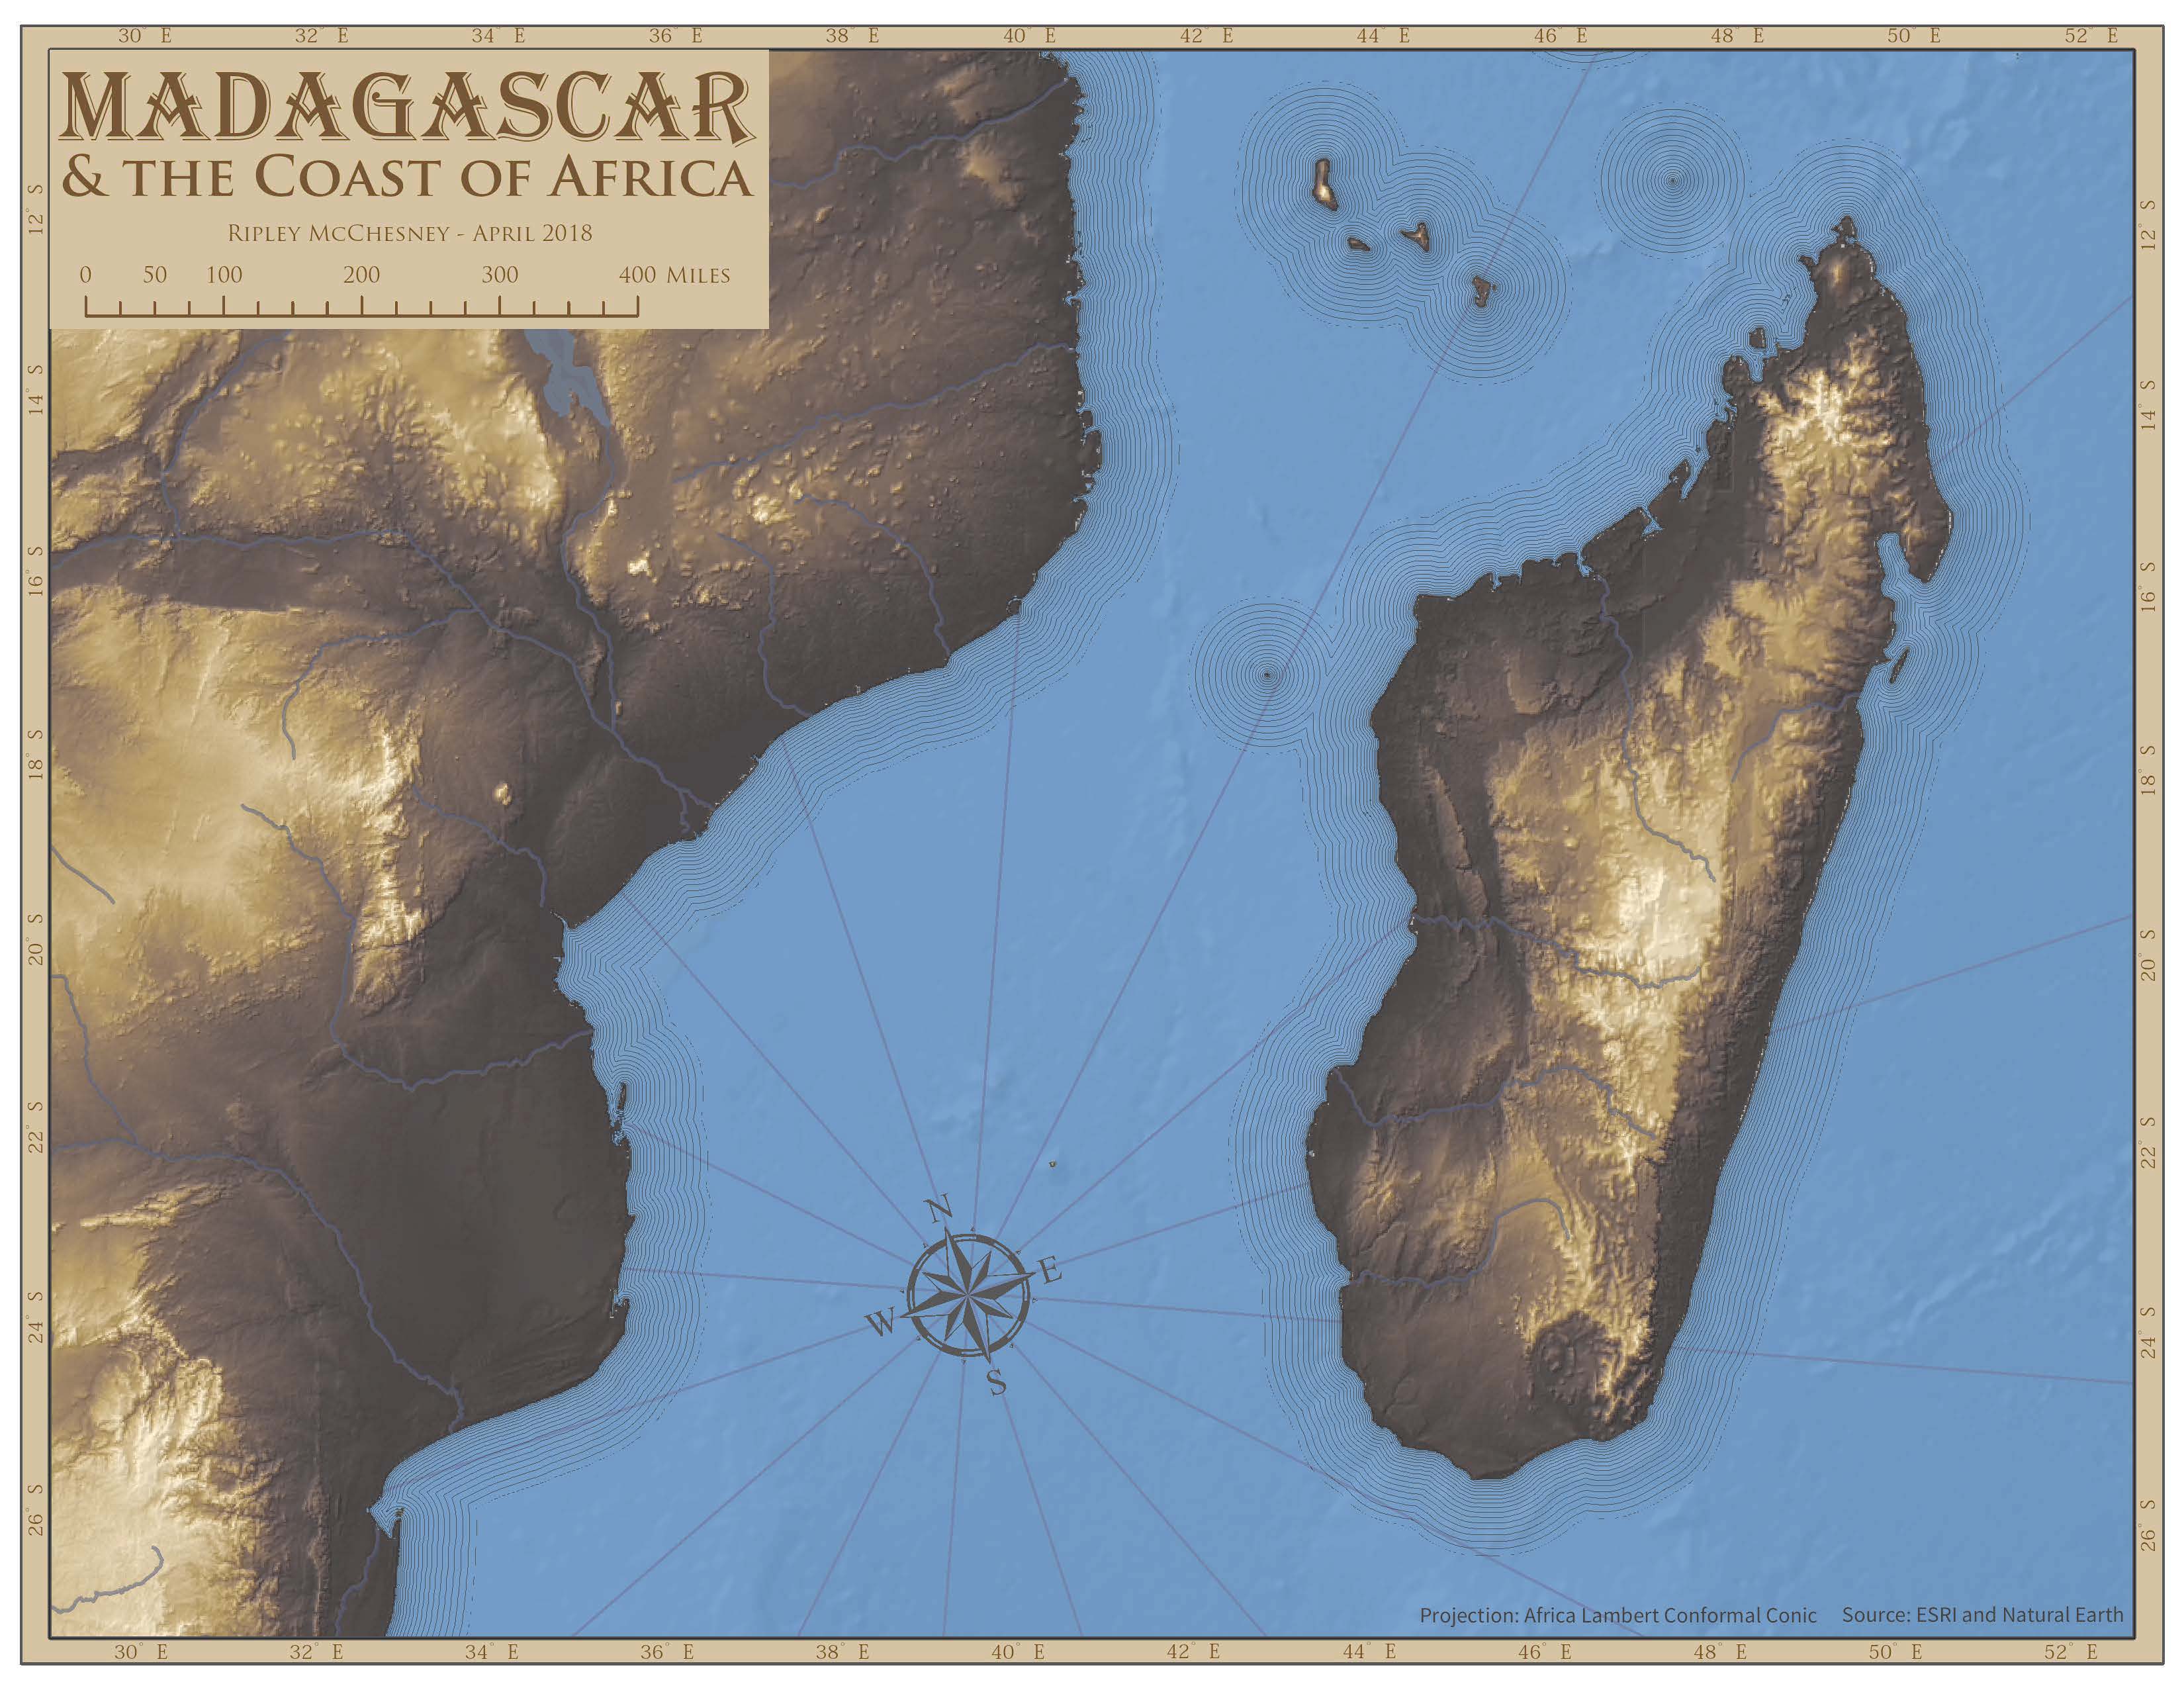 30° E 32° E 34° E 36° E 38° E 40° E 42° E 44° E 46° E 48° E 50° E 52° E
MADAGASCAR
& THE COAST OF AFRICA
RIPLEY MCCHESNEY - APRIL 2018
0 50 100 200 300 400 MILES
12° S
14° S
16° S
18° S
20° S
22° S
24° S
26° S
12° S
14° S
16° S
18° S
20° S
22° S
24° S
26° S
N
E
W
S
Projection: Africa Lambert Conformal Conic Source: ESRI and Natural Earth
30° E 32° E 34° E 36° E 38° E 40° E 42° E 44° E 46° E 48° E 50° E 52° E